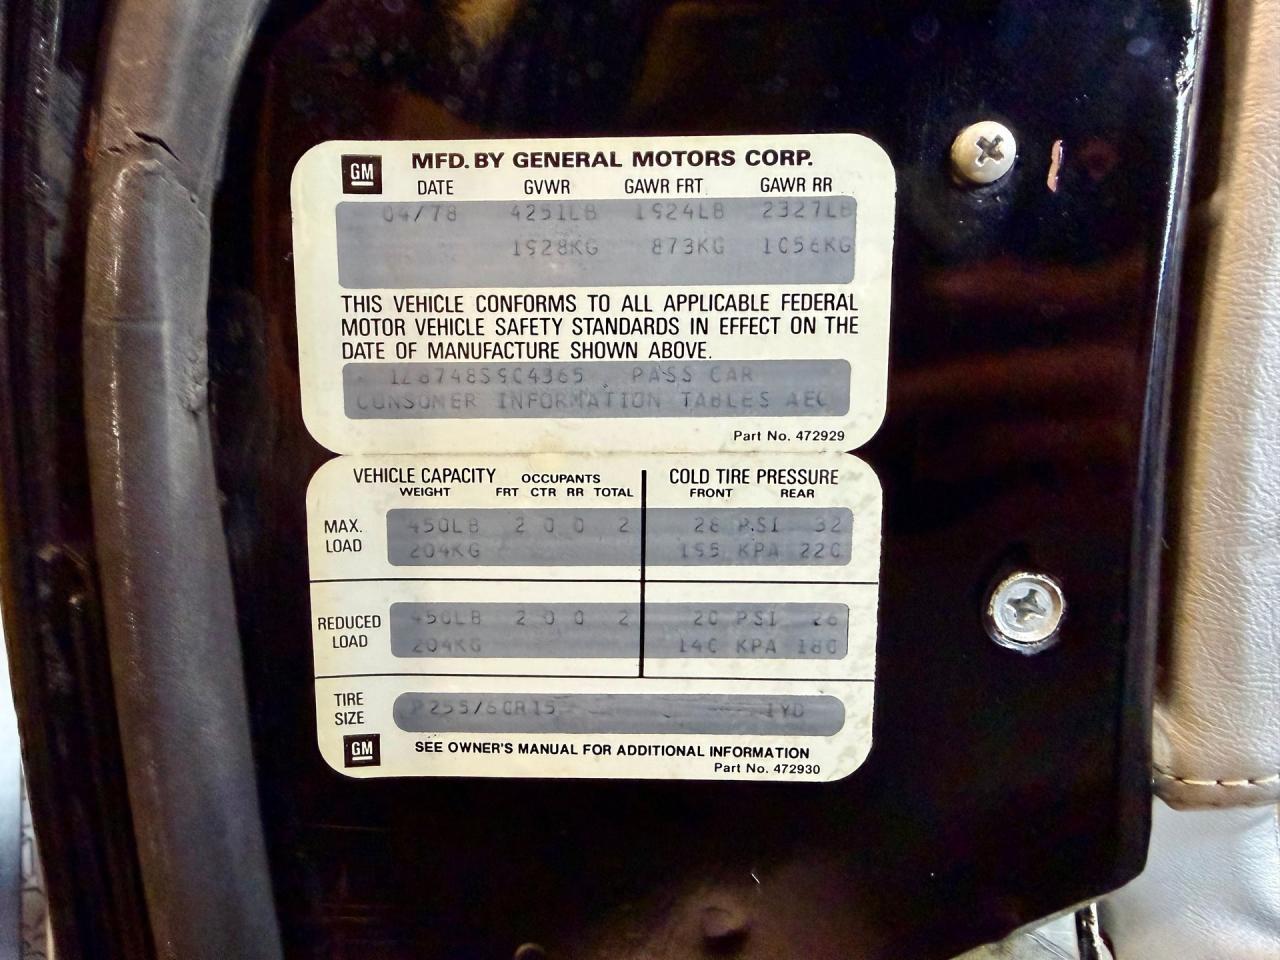 GM MFD. BY GENERAL MOTORS CORP.
DATE GVWR GAWR FRT GAWR RR
04/78 4251LB 1924LB 2327LB
1928KG 873KG 1056KG
THIS VEHICLE CONFORMS TO ALL APPLICABLE FEDERAL
MOTOR VEHICLE SAFETY STANDARDS IN EFFECT ON THE
DATE OF MANUFACTURE SHOWN ABOVE.
1Z8748S904365 PASS CAR
CONSOMER INFORMATION TABLES AEC
Part No. 472929
VEHICLE CAPACITY OCCUPANTS COLD TIRE PRESSURE
WEIGHT FRT CTR RR TOTAL FRONT REAR
MAX. LOAD 450LB 2 0 0 2 28 PSI 32
204KG 195 KPA 220
REDUCED LOAD 450LB 2 0 0 2 20 PSI 26
204KG 140 KPA 180
TIRE SIZE P255/60R15 1YD
GM SEE OWNER'S MANUAL FOR ADDITIONAL INFORMATION
Part No. 472930